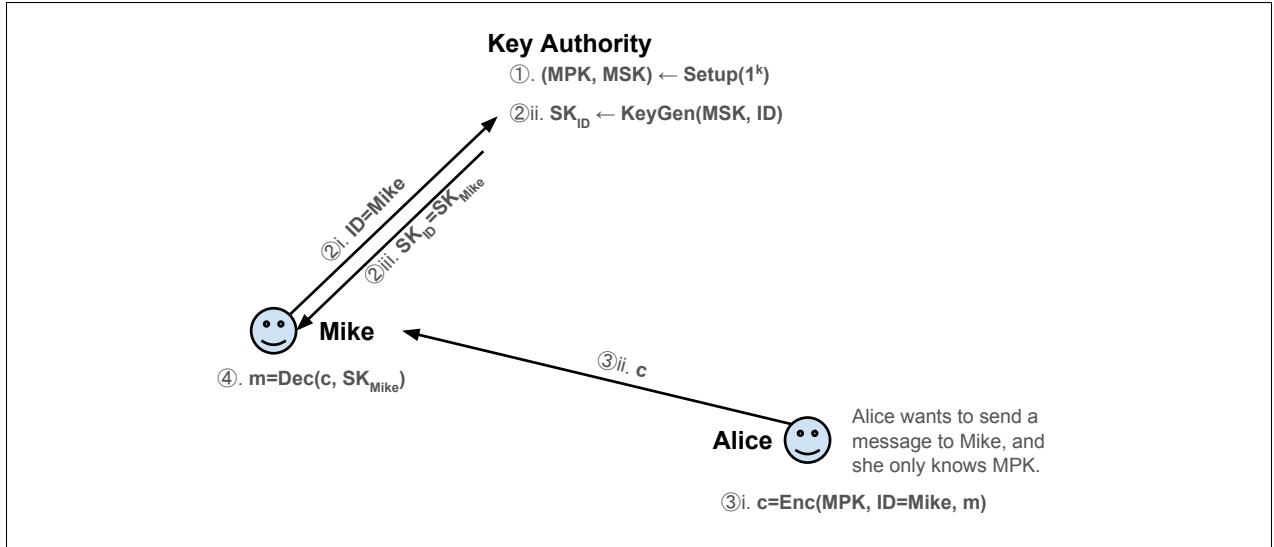 Key Authority
①. (MPK, MSK) ← Setup(1ᵏ)
②ii. SK_ID ← KeyGen(MSK, ID)
②i. ID=Mike
②iii. SK_ID=SK_Mike
Mike
④. m=Dec(c, SK_Mike)
③ii. c
Alice
Alice wants to send a
message to Mike, and
she only knows MPK.
③i. c=Enc(MPK, ID=Mike, m)